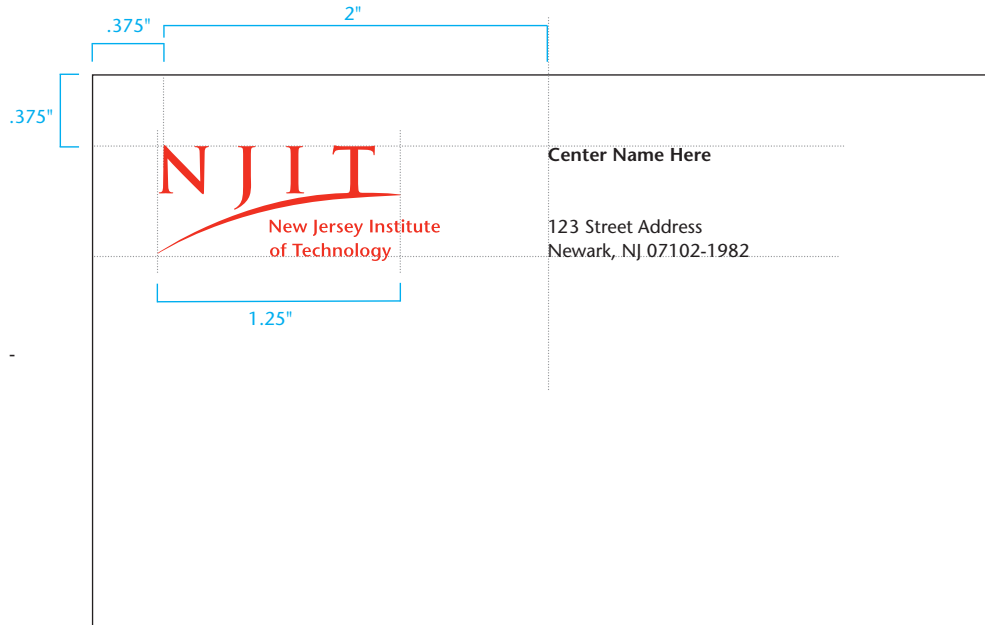 2"
.375"
.375"
NJIT
Center Name Here
New Jersey Institute
of Technology
123 Street Address
Newark, NJ 07102-1982
1.25"
-